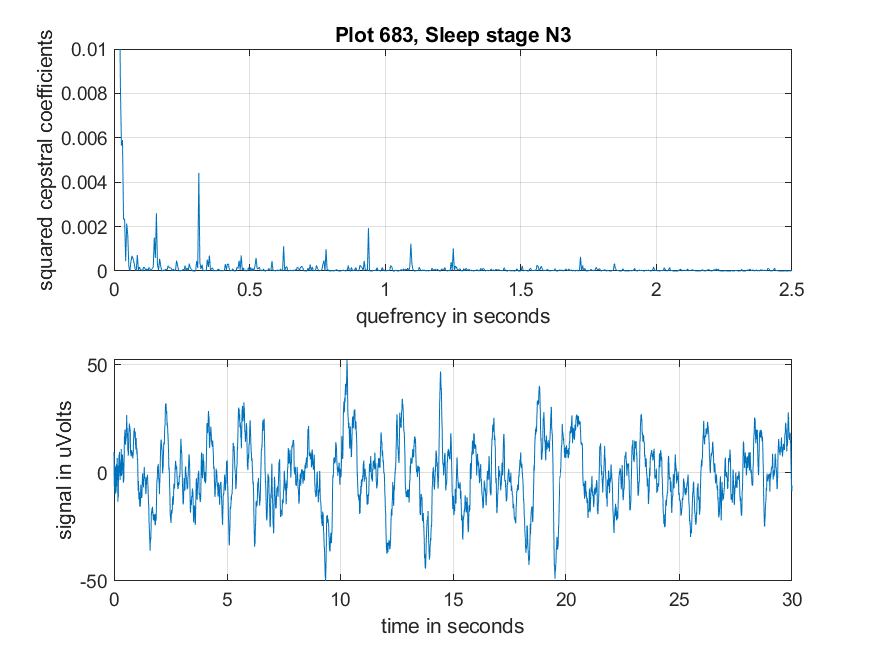 Plot 683, Sleep stage N3
squared cepstral coefficients
0.01
0.008
0.006
0.004
0.002
0
0 0.5 1 1.5 2 2.5
quefrency in seconds
signal in uVolts
50
0
-50
0 5 10 15 20 25 30
time in seconds